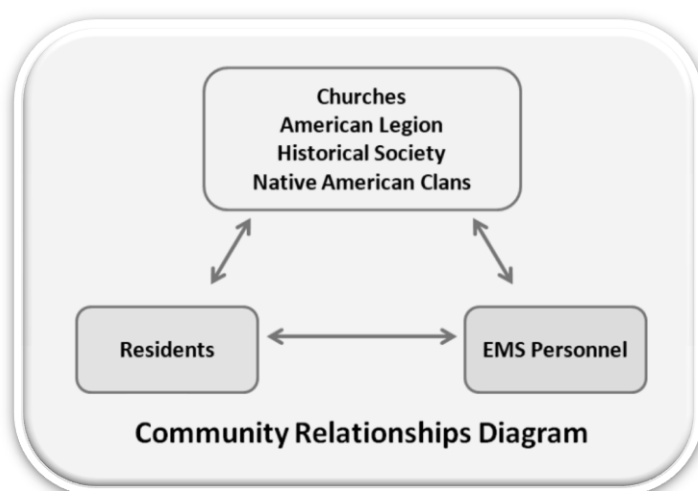 Churches
American Legion
Historical Society
Native American Clans
Residents
EMS Personnel
Community Relationships Diagram